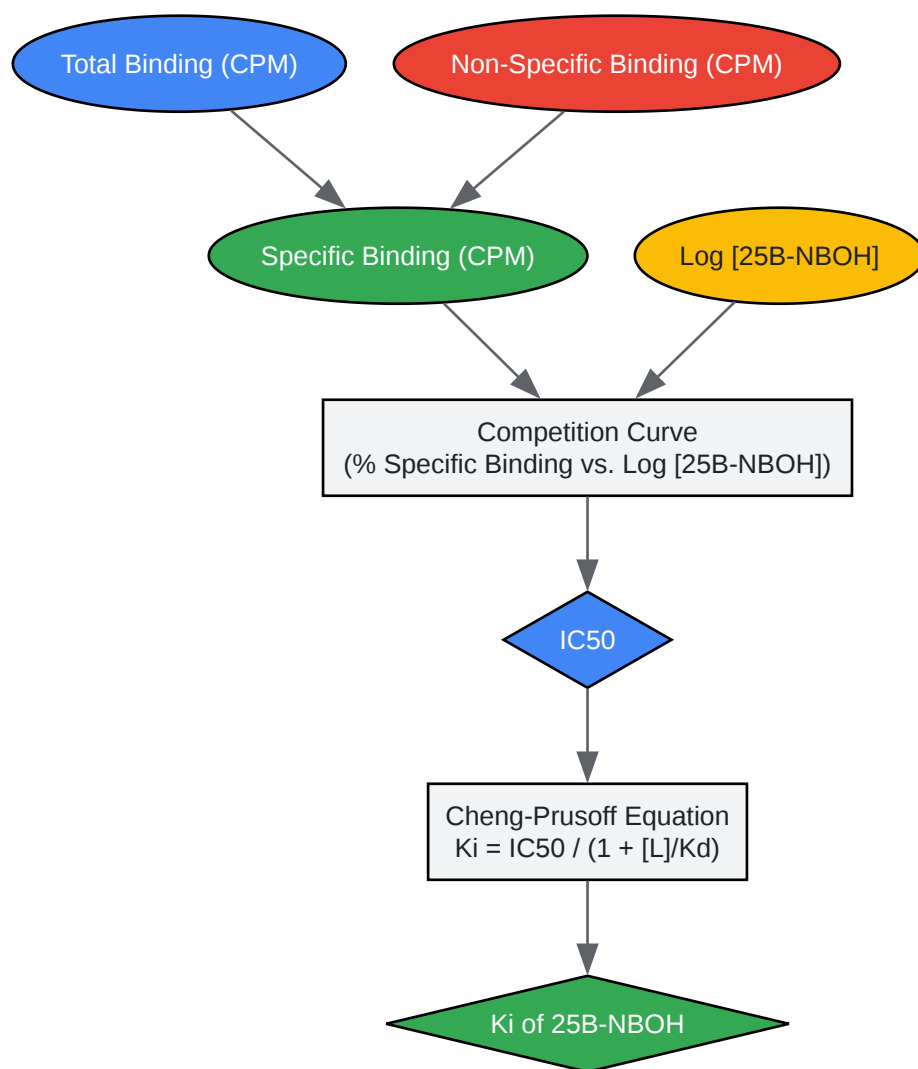 Total Binding (CPM)
Non-Specific Binding (CPM)
Specific Binding (CPM)
Log [25B-NBOH]
Competition Curve
(% Specific Binding vs. Log [25B-NBOH])
IC50
Cheng-Prusoff Equation
Ki = IC50 / (1 + [L]/Kd)
Ki of 25B-NBOH